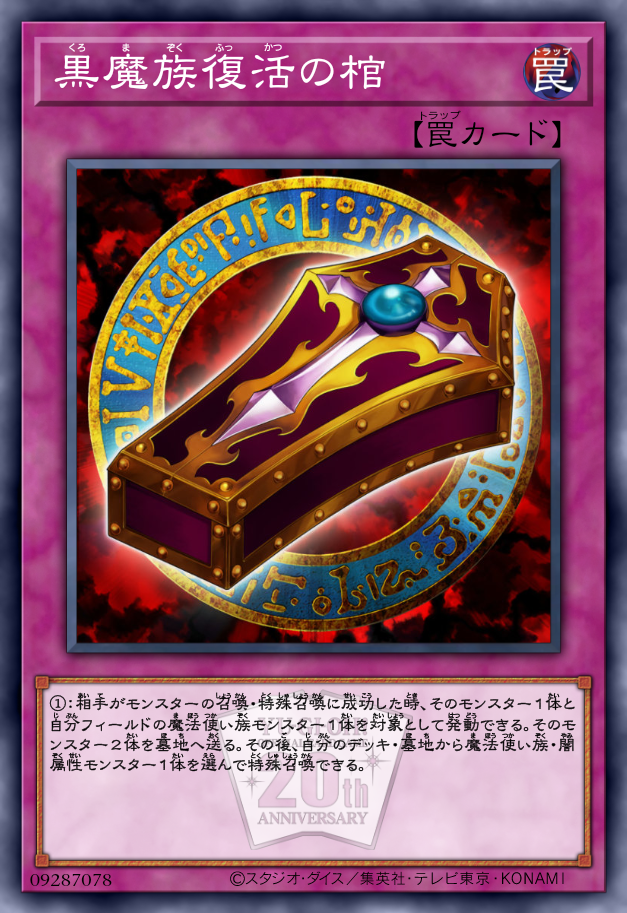 黒魔族復活の棺
罠
【罠カード】
①：相手がモンスターの召喚・特殊召喚に成功した時、そのモンスター１体と
自分フィールドの魔法使い族モンスター１体を対象として発動できる。そのモ
ンスター２体を墓地へ送る。その後、自分のデッキ・墓地から魔法使い族・闇
属性モンスター１体を選んで特殊召喚できる。
20th
ANNIVERSARY
09287078
©スタジオ・ダイス／集英社・テレビ東京・KONAMI